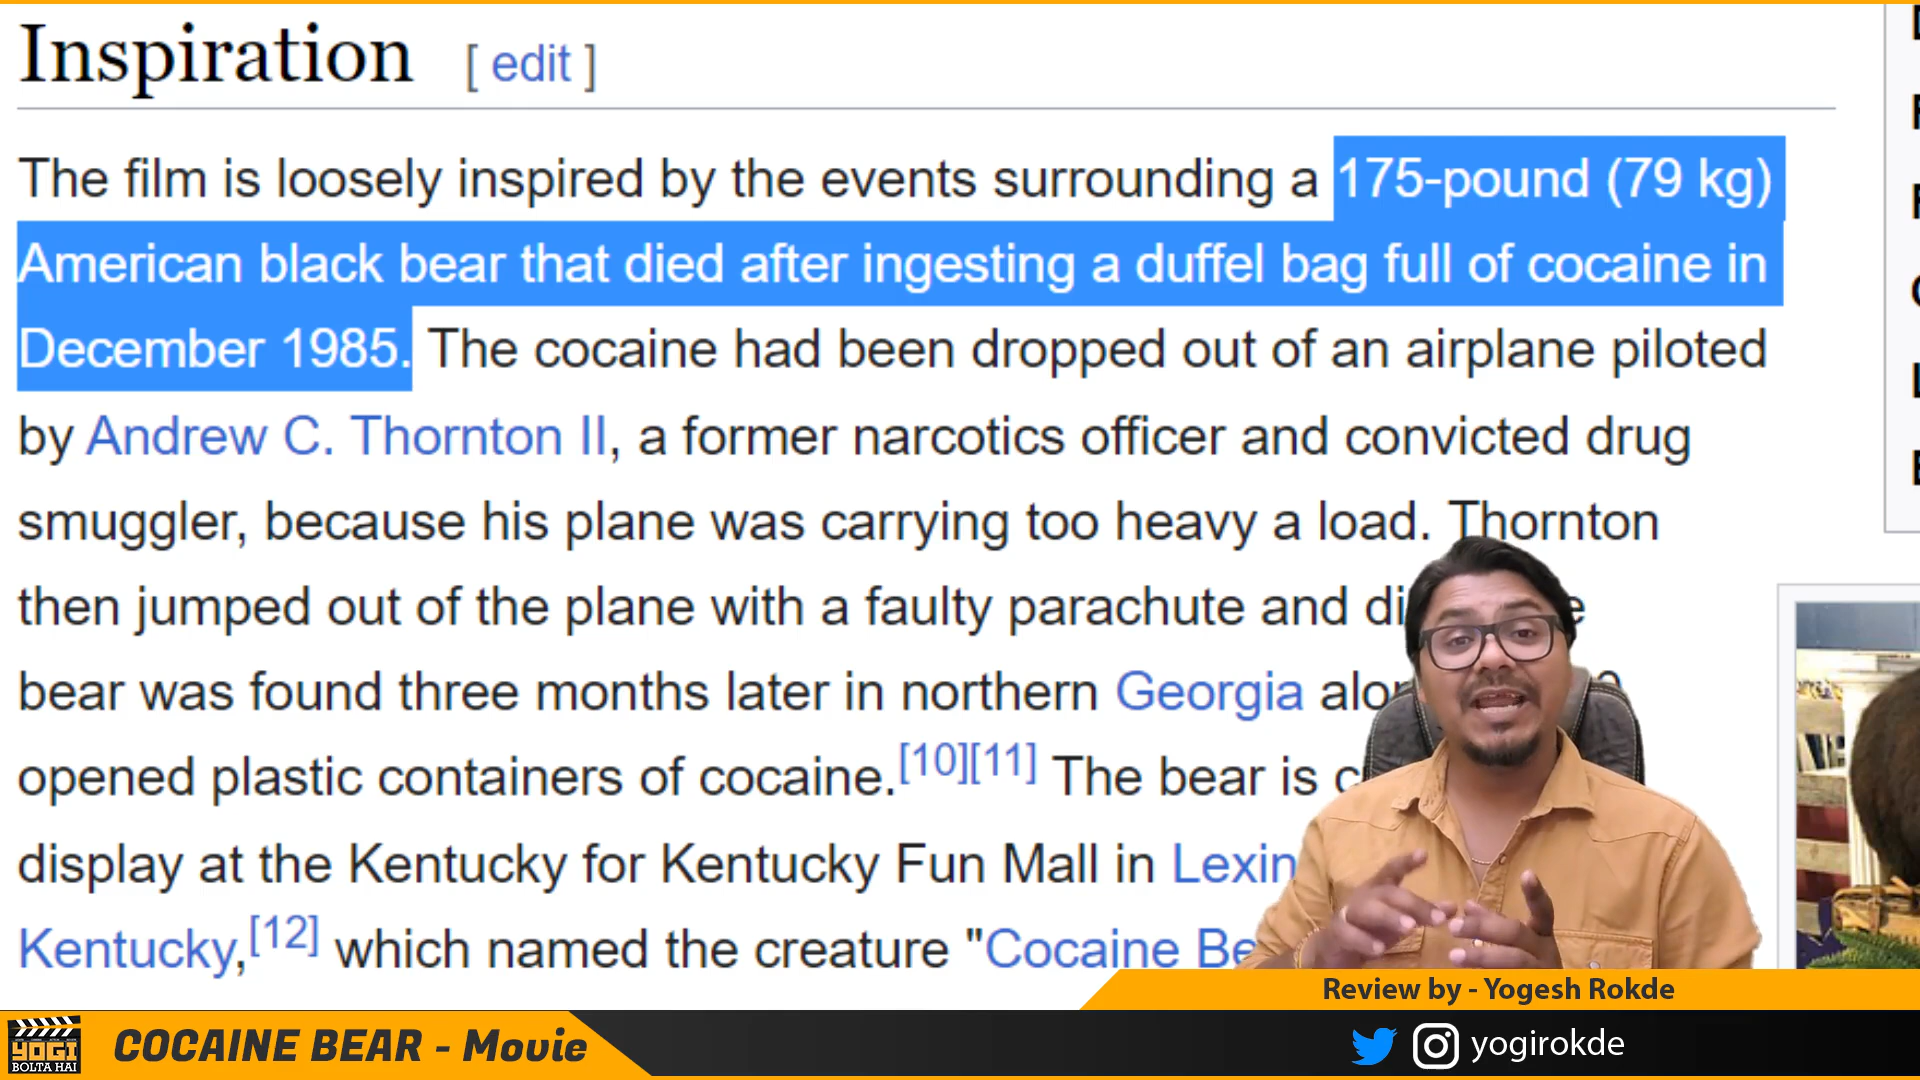 Inspiration [ edit ]
The film is loosely inspired by the events surrounding a 175-pound (79 kg)
American black bear that died after ingesting a duffel bag full of cocaine in
December 1985. The cocaine had been dropped out of an airplane piloted
by Andrew C. Thornton II, a former narcotics officer and convicted drug
smuggler, because his plane was carrying too heavy a load. Thornton
then jumped out of the plane with a faulty parachute and
bear was found three months later in northern Georgia
opened plastic containers of cocaine.[10][11] The bear is
display at the Kentucky for Kentucky Fun Mall in
Kentucky,[12] which named the creature "Cocaine
Review by - Yogesh Rokde
YOGI
BOLTA HAI
COCAINE BEAR - Movie
yogirokde